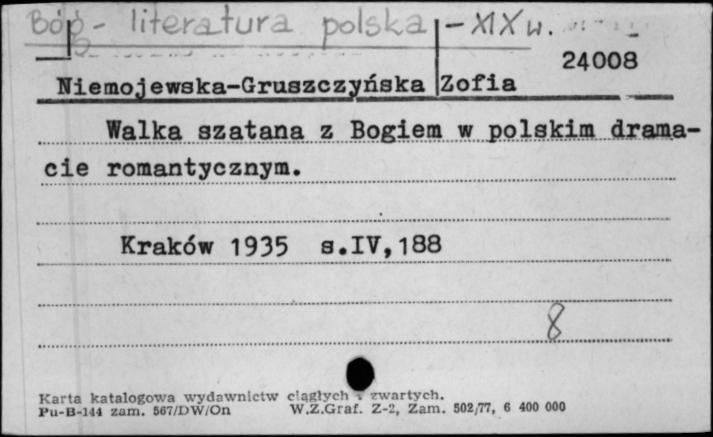 Bóg - literatura polska - XIX w.
24008
Niemojewska-Gruszczyńska Zofia
Walka szatana z Bogiem w polskim drama-
cie romantycznym.
Kraków 1935 s.IV,188
8
Karta katalogowa wydawnictw ciągłych i zwartych.
Pu-B-144 zam. 567/DW/On W.Z.Graf. Z-2, Zam. 502/77, 6 400 000